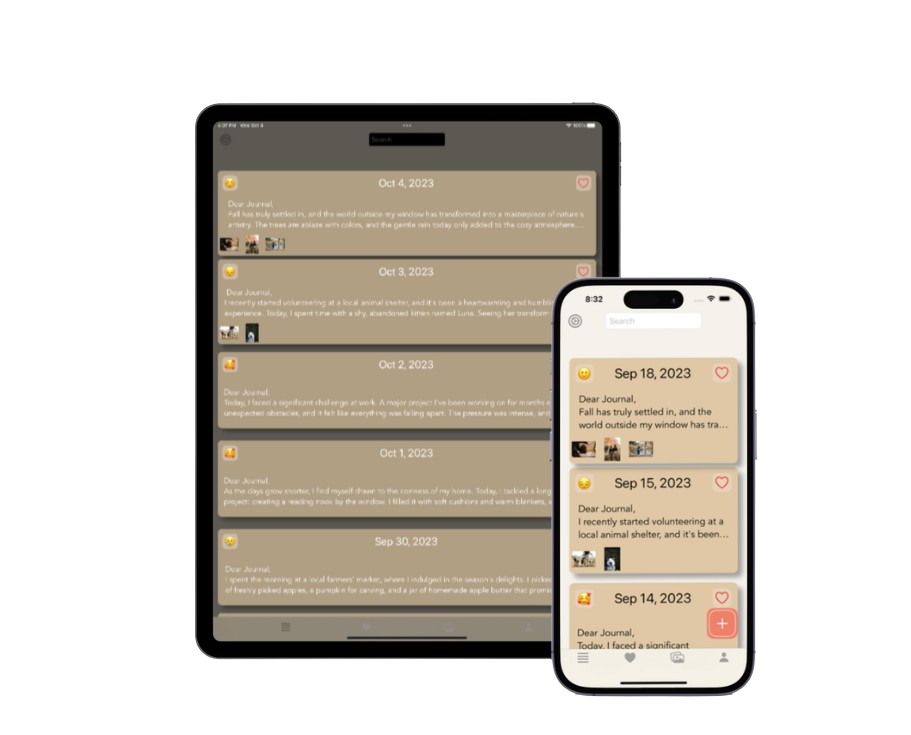 4:37 PM Wed Oct 4
100%
Search
Oct 4, 2023
Dear Journal,
Fall has truly settled in, and the world outside my window has transformed into a masterpiece of nature's
artistry. The trees are ablaze with colors, and the gentle rain today only added to the cozy atmosphere....
Oct 3, 2023
Dear Journal,
I recently started volunteering at a local animal shelter, and it's been a heartwarming and humbli
experience. Today, I spent time with a shy, abandoned kitten named Luna. Seeing her transform
Oct 2, 2023
Dear Journal,
Today, I faced a significant challenge at work. A major project I've been working on for months e
unexpected obstacles, and it felt like everything was falling apart. The pressure was intense, and
Oct 1, 2023
Dear Journal,
As the days grow shorter, I find myself drawn to the coziness of my home. Today, I tackled a long
project: creating a reading nook by the window. I filled it with soft cushions and warm blankets, a
Sep 30, 2023
Dear Journal,
I spent the morning at a local farmers' market, where I indulged in the season's delights. I picked
of freshly picked apples, a pumpkin for carving, and a jar of homemade apple butter that promi
8:32
Search
Sep 18, 2023
Dear Journal,
Fall has truly settled in, and the
world outside my window has tra...
Sep 15, 2023
Dear Journal,
I recently started volunteering at a
local animal shelter, and it's been...
Sep 14, 2023
Dear Journal,
Today, I faced a significant